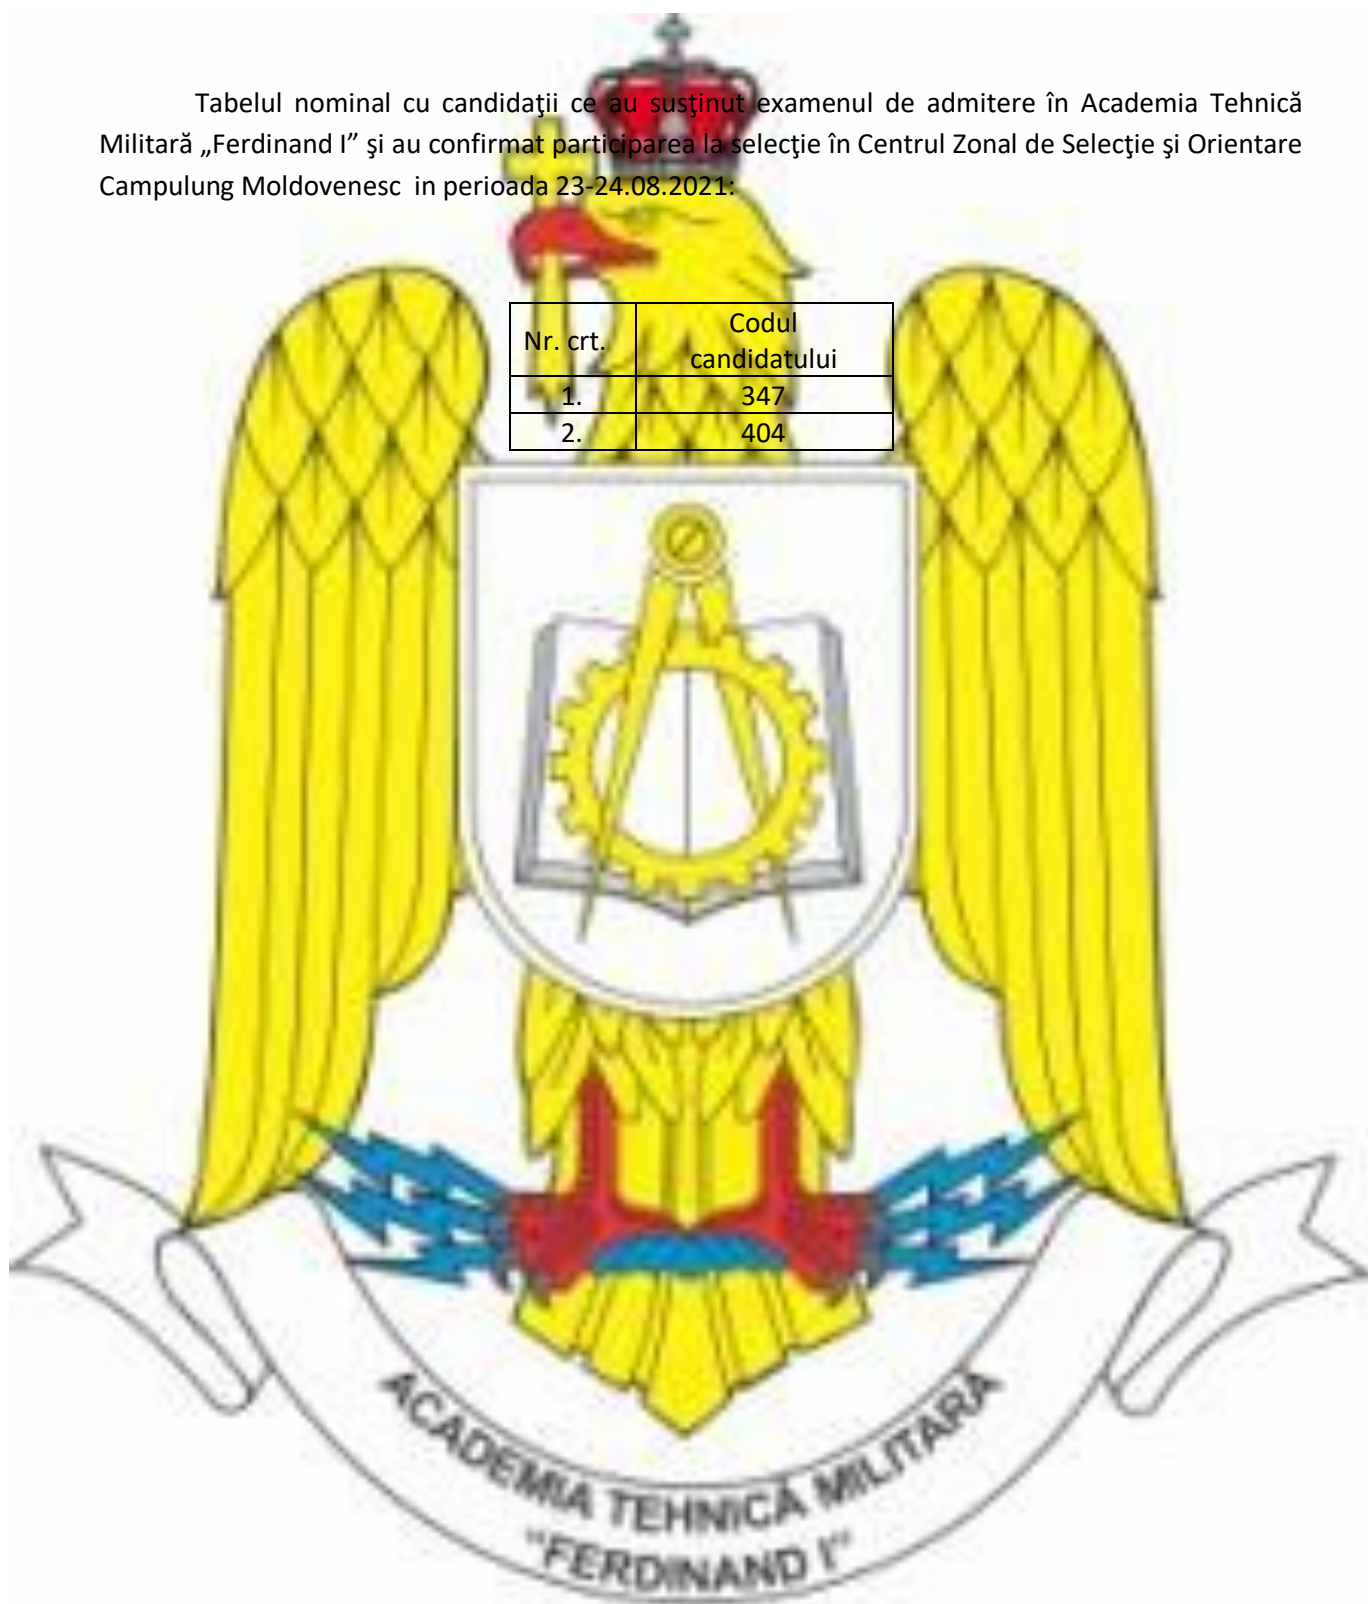 Tabelul nominal cu candidaţii ce au susţinut examenul de admitere în Academia Tehnică
Militară „Ferdinand I” şi au confirmat participarea la selecţie în Centrul Zonal de Selecţie şi Orientare
Campulung Moldovenesc  in perioada 23-24.08.2021:
Nr. crt. Codul
candidatului
1. 347
2. 404
ACADEMIA TEHNICĂ MILITARĂ
"FERDINAND I"